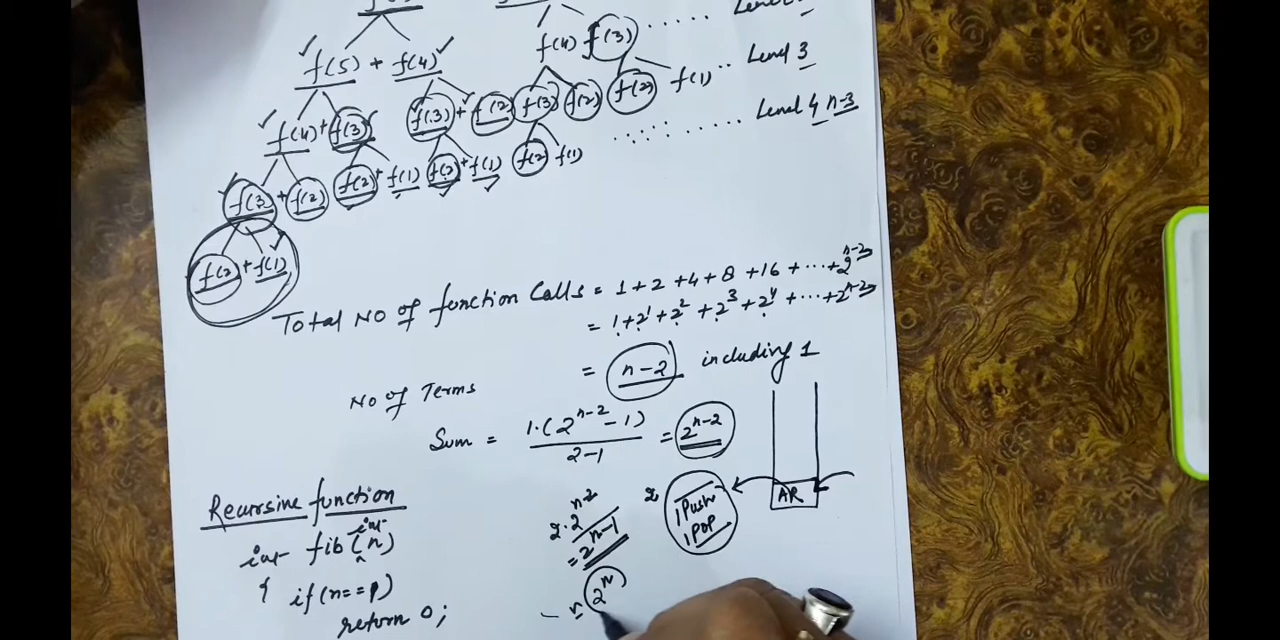 f(5) + f(4)
f(4) f(3) ......
f(2) f(1) .. Level 3
f(4) + f(3)
f(3) + f(2) f(3) f(2)
Level 4 n-3
f(3) + f(2) f(2) + f(1) f(2) + f(1) f(2) f(1)
f(2) + f(1)
Total No of function Calls = 1 + 2 + 4 + 8 + 16 + ... + 2^n-2
= 1 + 2^1 + 2^2 + 2^3 + 2^4 + ... + 2^n-2
No of Terms = n-2 including 1
Sum = 1.(2^n-2 - 1) / 2-1 = 2^n-2
AR
2 1 Push
1 POP
2.2^n-2
= 2^n-1
2^n
Recursive function
int fib(int n)
{ if (n==1)
return 0;